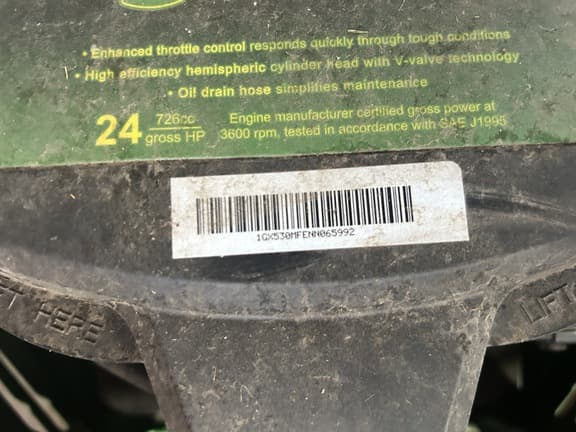 • Enhanced throttle control responds quickly through tough conditions
• High efficiency hemispheric cylinder head with V-valve technology
• Oil drain hose simplifies maintenance
24 726cc gross HP
Engine manufacturer certified gross power at
3600 rpm, tested in accordance with SAE J1995
1GX530MFENN065992
FT HERE
LIFT